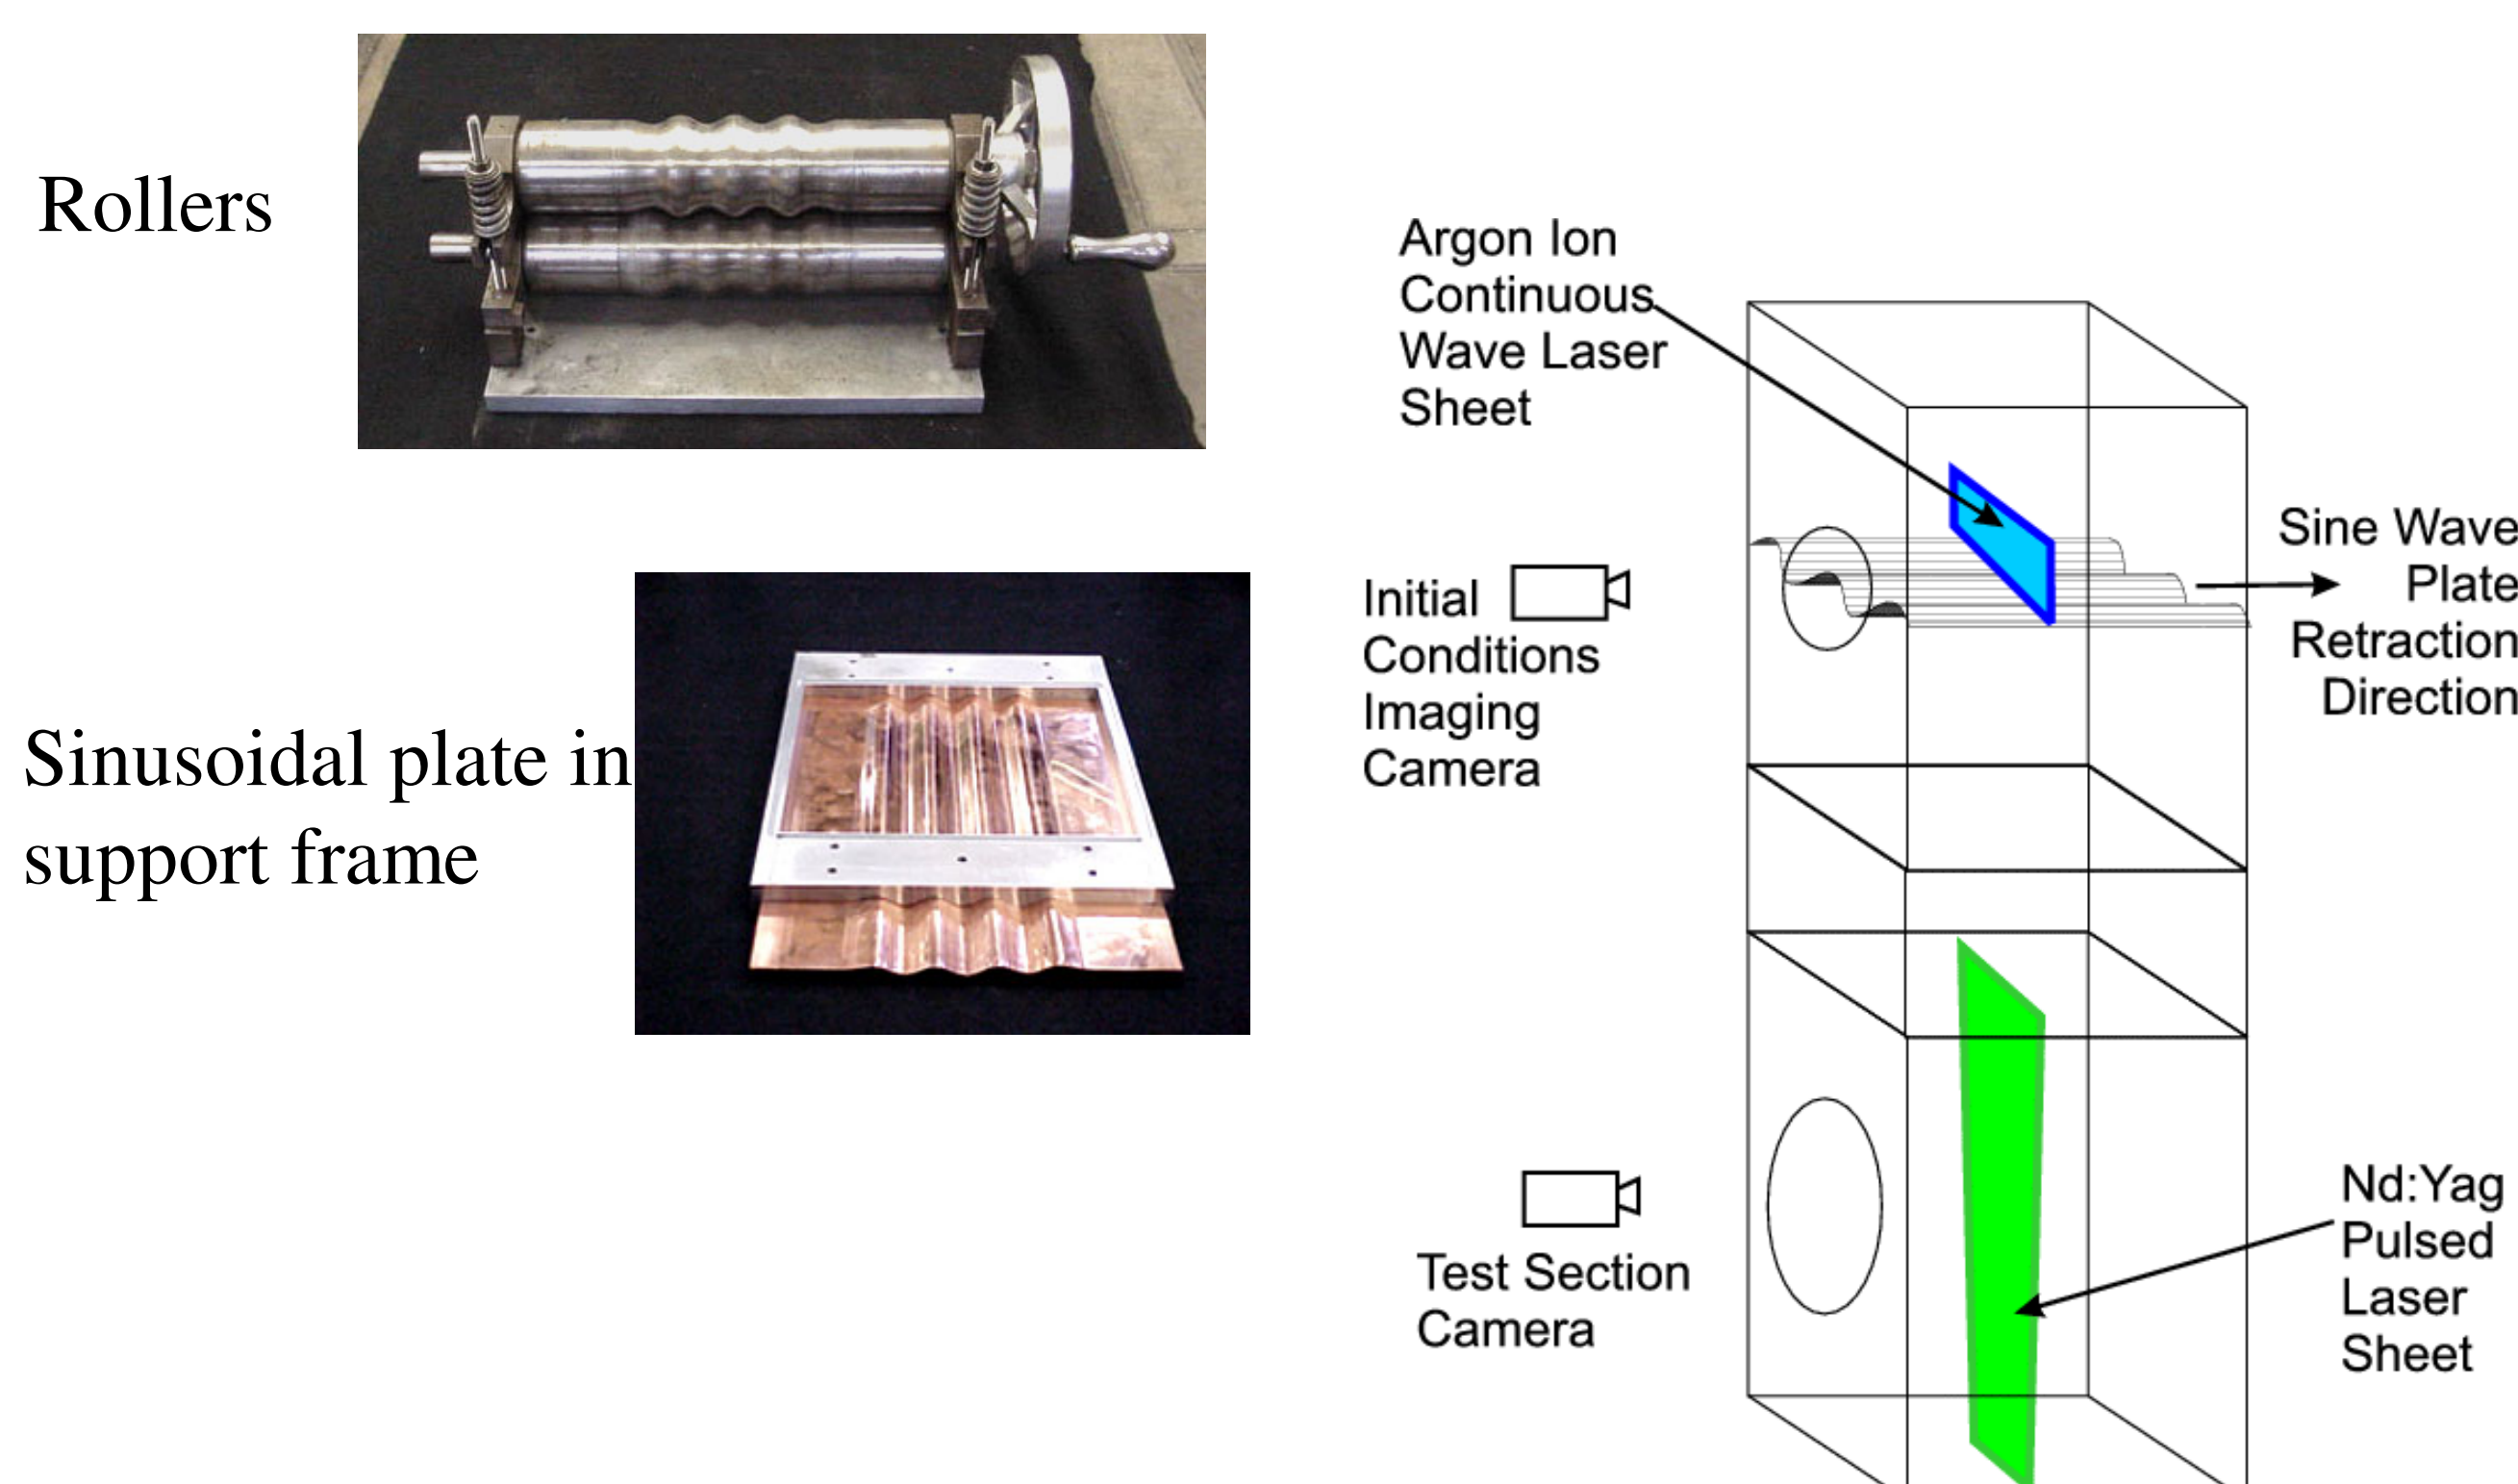 Rollers
Sinusoidal plate in
support frame
Argon Ion
Continuous
Wave Laser
Sheet
Initial
Conditions
Imaging
Camera
Sine Wave
Plate
Retraction
Direction
Test Section
Camera
Nd:Yag
Pulsed
Laser
Sheet